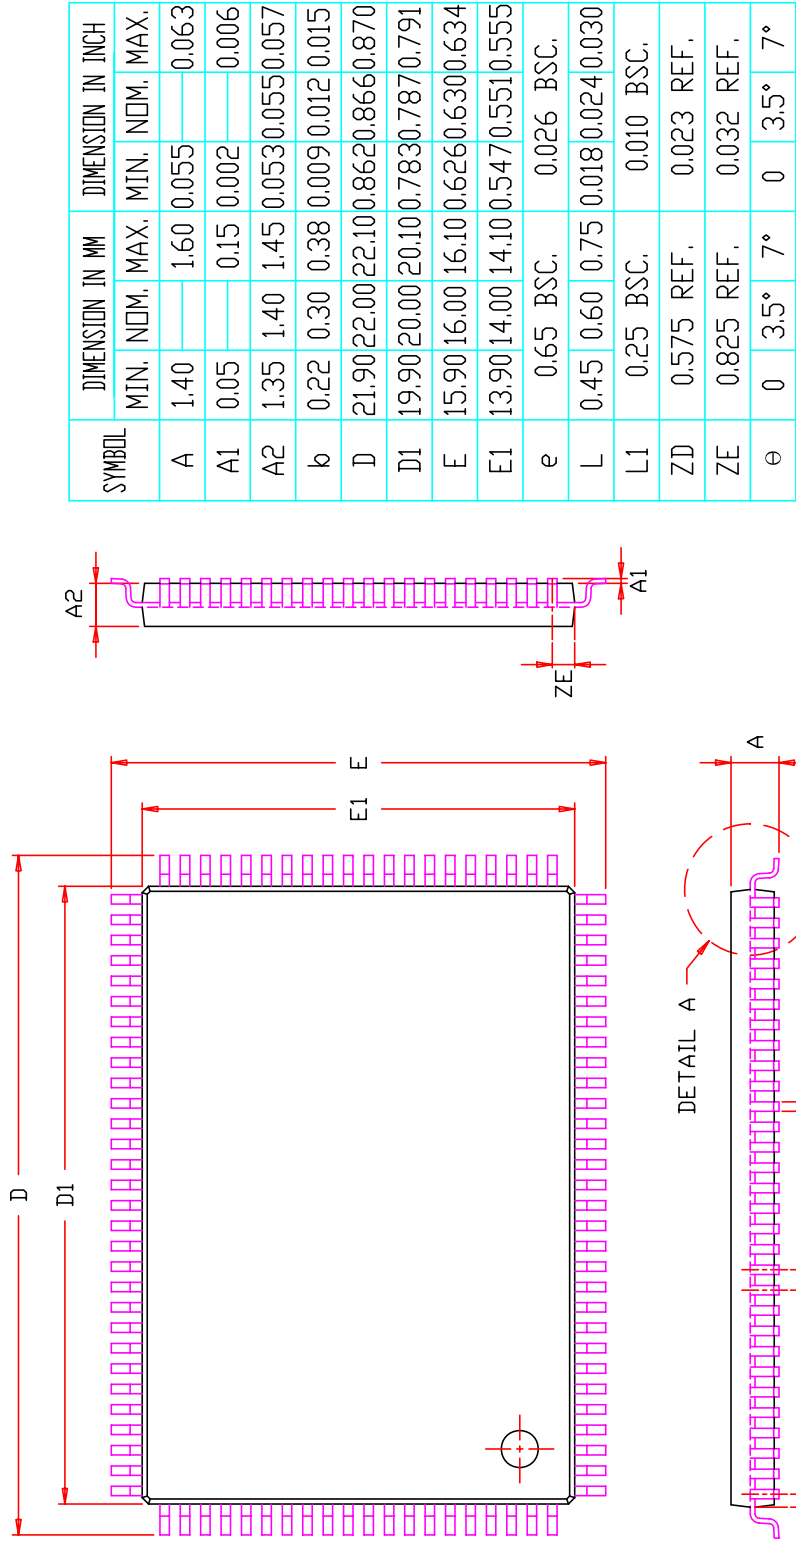 SYMBOL DIMENSION IN MM DIMENSION IN INCH
MIN. NOM. MAX. MIN. NOM. MAX.
A 1.40 1.60 0.055 0.063
A1 0.05 0.15 0.002 0.006
A2 1.35 1.40 1.45 0.053 0.055 0.057
b 0.22 0.30 0.38 0.009 0.012 0.015
D 21.90 22.00 22.10 0.862 0.866 0.870
D1 19.90 20.00 20.10 0.783 0.787 0.791
E 15.90 16.00 16.10 0.626 0.630 0.634
E1 13.90 14.00 14.10 0.547 0.551 0.555
e 0.65 BSC. 0.026 BSC.
L 0.45 0.60 0.75 0.018 0.024 0.030
L1 0.25 BSC. 0.010 BSC.
ZD 0.575 REF. 0.023 REF.
ZE 0.825 REF. 0.032 REF.
θ 0 3.5° 7° 0 3.5° 7°
A2
A1
ZE
D
D1
E
E1
DETAIL A
A